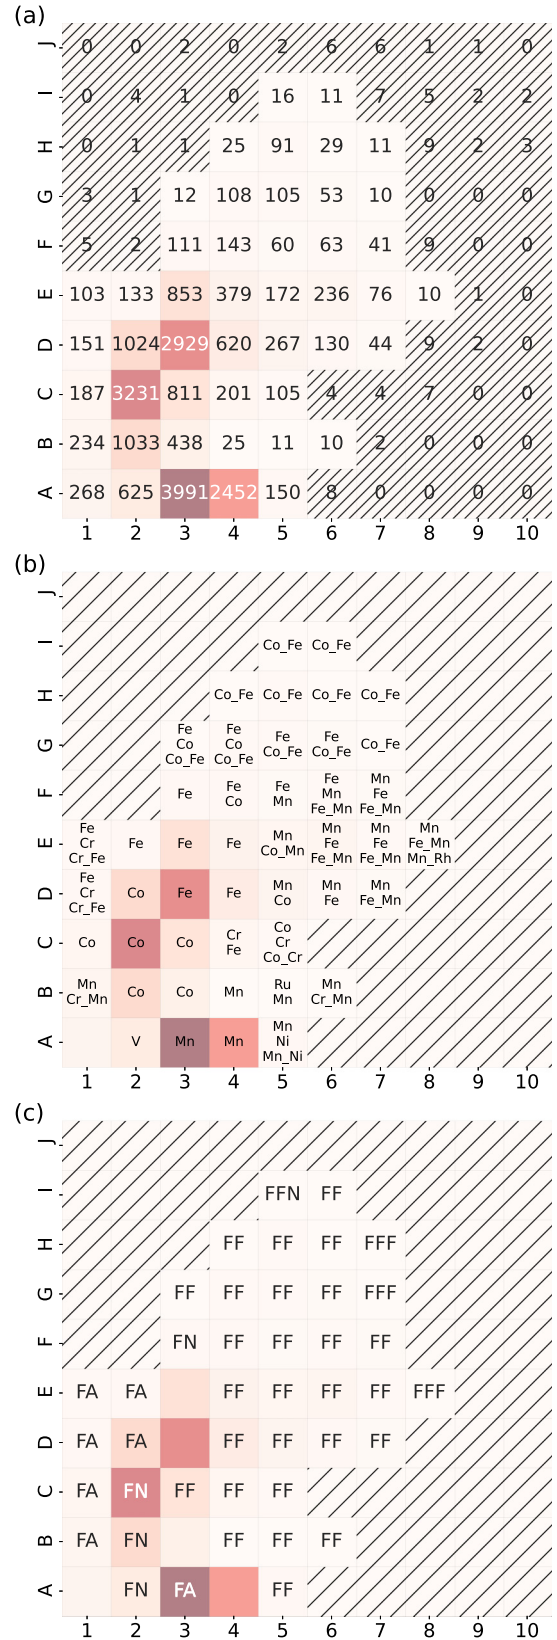 (a)
J 0 0 2 0 2 6 6 1 1 0
I 0 4 1 0 16 11 7 5 2 2
H 0 1 1 25 91 29 11 9 2 3
G 3 1 12 108 105 53 10 0 0 0
F 5 2 111 143 60 63 41 9 0 0
E 103 133 853 379 172 236 76 10 1 0
D 151 1024 2929 620 267 130 44 9 2 0
C 187 3231 811 201 105 4 4 7 0 0
B 234 1033 438 25 11 10 2 0 0 0
A 268 625 3991 2452 150 8 0 0 0 0
1 2 3 4 5 6 7 8 9 10
(b)
J
I Co_Fe Co_Fe
H Co_Fe Co_Fe Co_Fe Co_Fe
Fe Fe Fe Fe
G Co Co Co_Fe Co_Fe Co_Fe
Co_Fe Co_Fe
Fe Mn
F Fe Fe Fe Mn Fe
Co Mn Fe_Mn Fe_Mn
Fe Mn Mn Mn
E Cr Fe Fe Fe Mn Fe Fe Fe_Mn
Cr_Fe Co_Mn Fe_Mn Fe_Mn Mn_Rh
Fe Mn Mn Mn
D Cr Co Fe Fe Co Fe Fe_Mn
Cr_Fe
Co
C Co Co Co Cr Cr
Fe Co_Cr
B Mn Co Co Mn Ru Mn
Cr_Mn Mn Cr_Mn
Mn
A V Mn Mn Ni
Mn_Ni
1 2 3 4 5 6 7 8 9 10
(c)
J
I FFN FF
H FF FF FF FFF
G FF FF FF FF FFF
F FN FF FF FF FF
E FA FA FF FF FF FF FFF
D FA FA FF FF FF FF
C FA FN FF FF FF
B FA FN FF FF FF
A FN FA FF
1 2 3 4 5 6 7 8 9 10